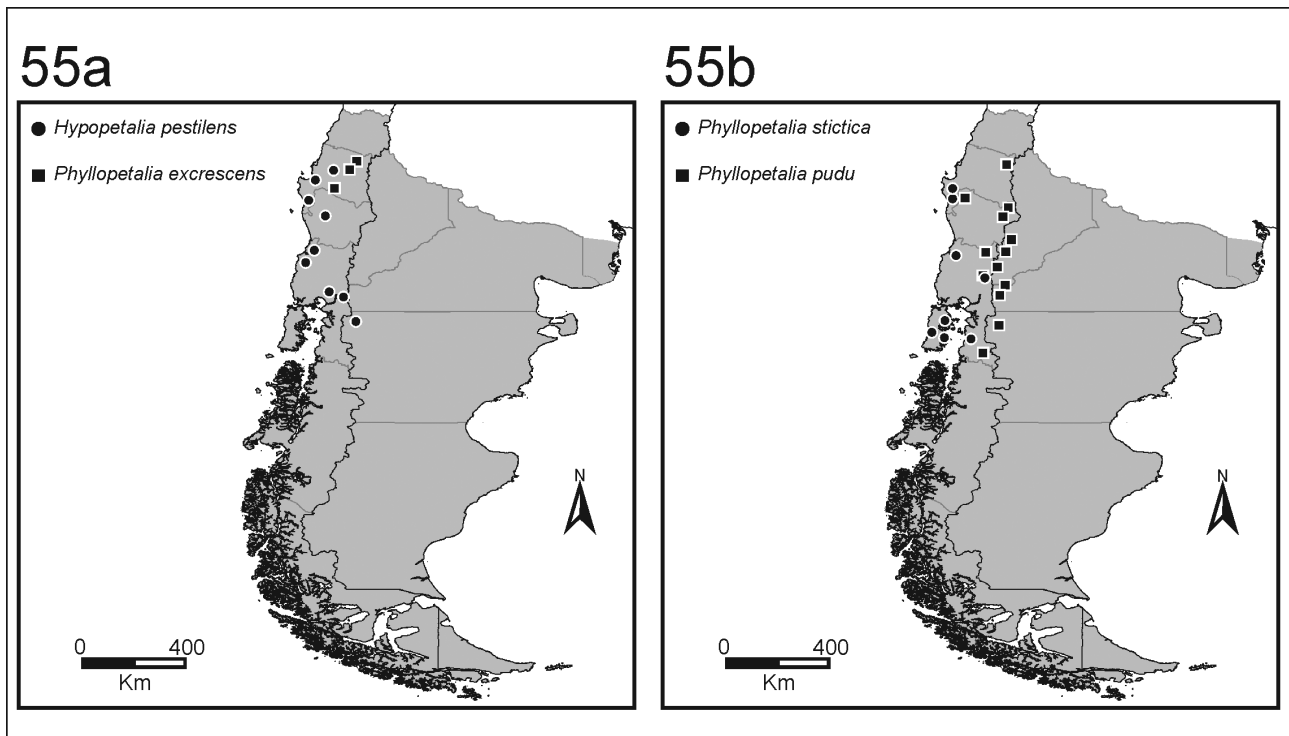 55a
Hypopetalia pestilens
Phyllopetalia excrescens
N
0 400
Km
55b
Phyllopetalia stictica
Phyllopetalia pudu
N
0 400
Km